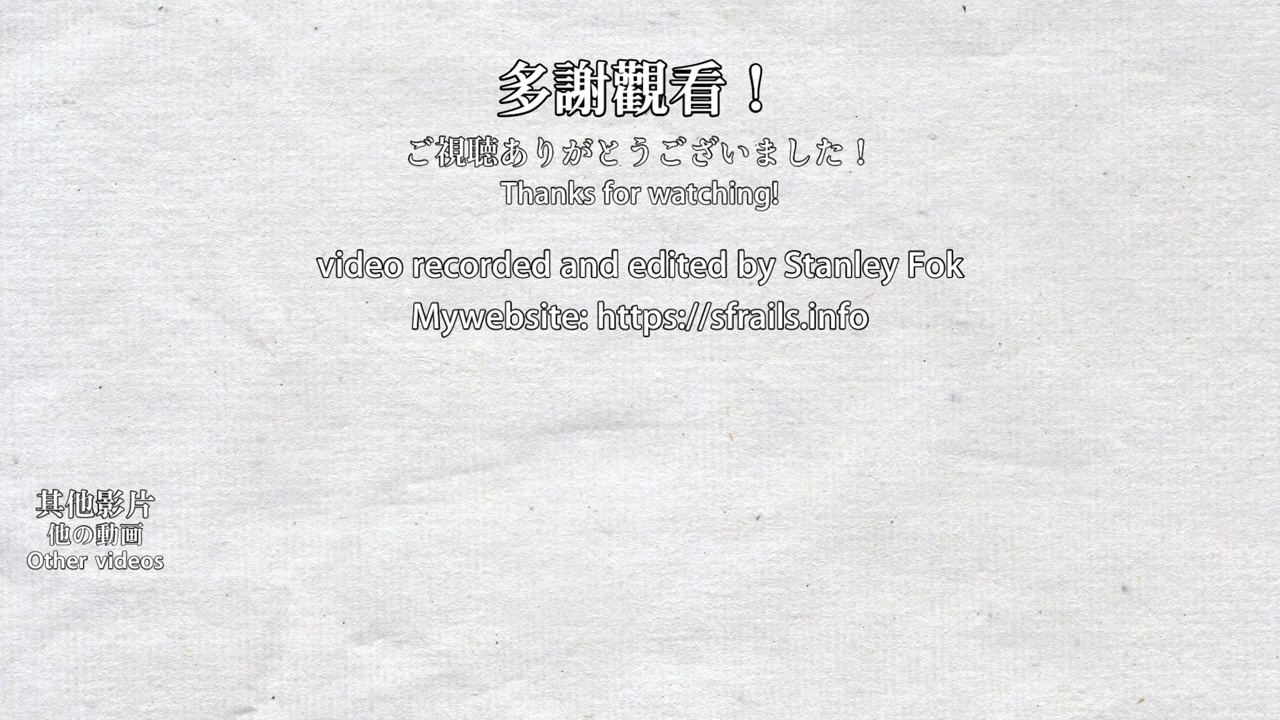 多謝觀看！
ご視聴ありがとうございました！
Thanks for watching!
video recorded and edited by Stanley Fok
Mywebsite: https://sfrails.info
其他影片
他の動画
Other videos